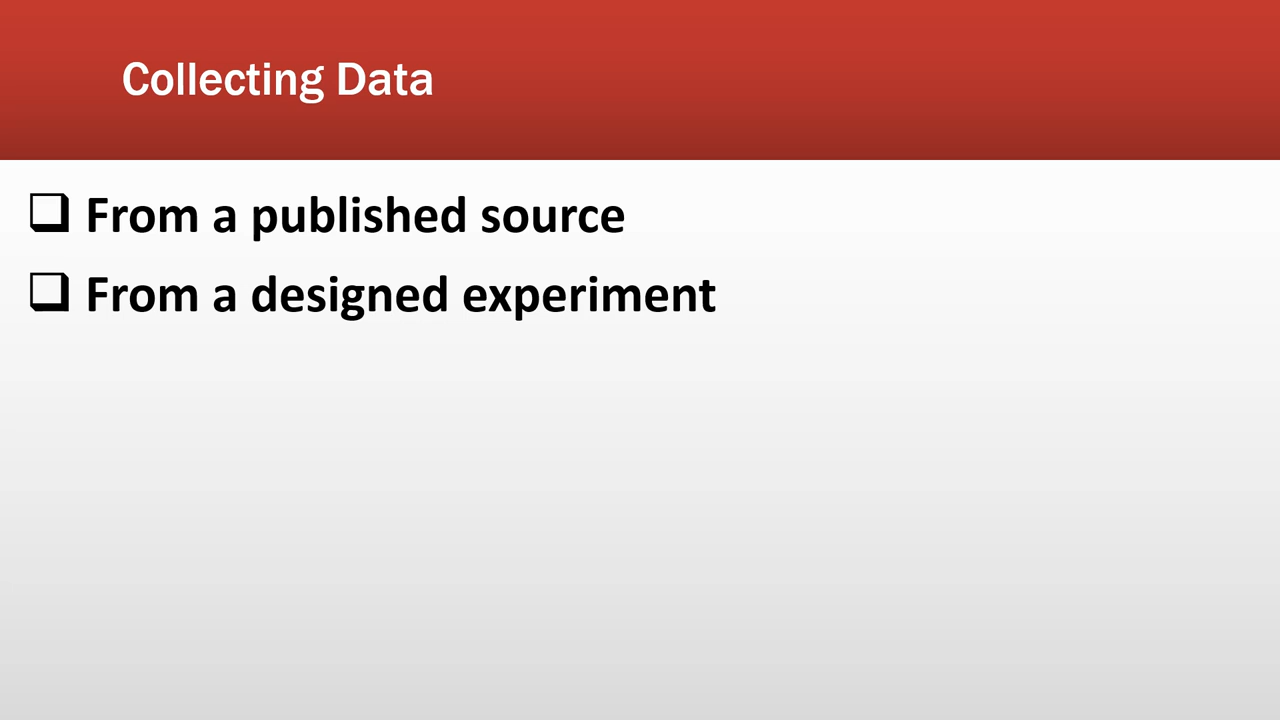 Collecting Data
From a published source
From a designed experiment